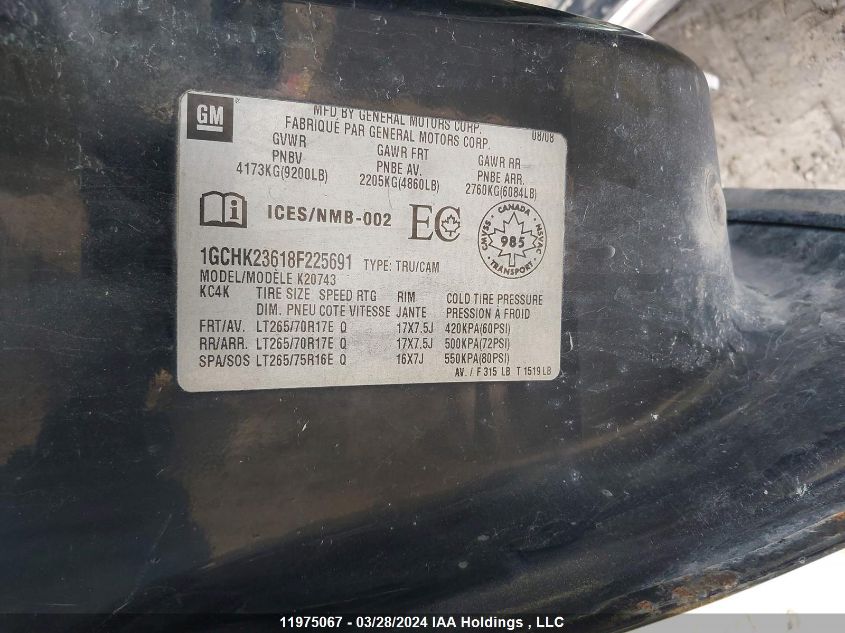 GM
MFD BY GENERAL MOTORS CORP.
FABRIQUÉ PAR GENERAL MOTORS CORP.
08/08
GVWR GAWR FRT GAWR RR
PNBV PNBE AV. PNBE ARR.
4173KG(9200LB) 2205KG(4860LB) 2760KG(6084LB)
i ICES/NMB-002 EC
CANADA
CMVSS 985 NSVAC
TRANSPORT
1GCHK23618F225691 TYPE: TRU/CAM
MODEL/MODÈLE K20743
KC4K TIRE SIZE SPEED RTG RIM COLD TIRE PRESSURE
DIM. PNEU COTE VITESSE JANTE PRESSION A FROID
FRT/AV. LT265/70R17E Q 17X7.5J 420KPA(60PSI)
RR/ARR. LT265/70R17E Q 17X7.5J 500KPA(72PSI)
SPA/SOS LT265/75R16E Q 16X7J 550KPA(80PSI)
AV. / F 315 LB T 1519 LB
11975067 - 03/28/2024 IAA Holdings , LLC